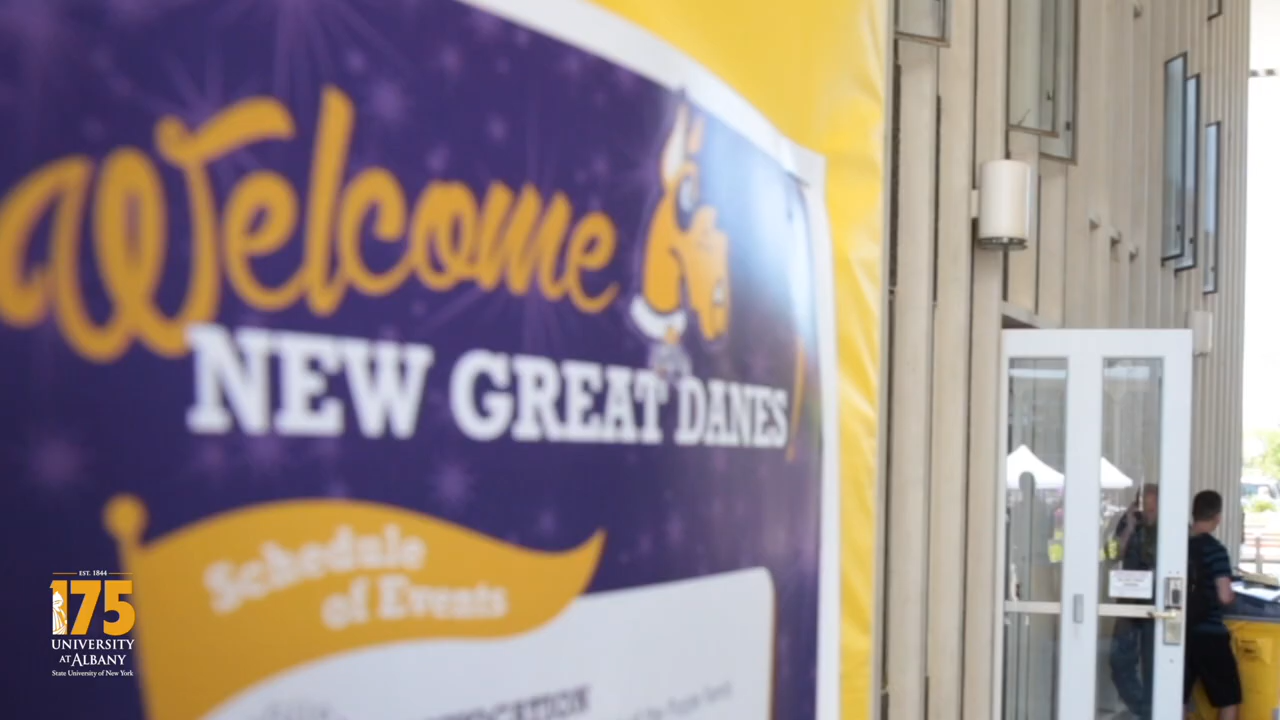 Welcome
NEW GREAT DANES
Schedule
of Events
EST. 1844
175
UNIVERSITY
AT ALBANY
State University of New York